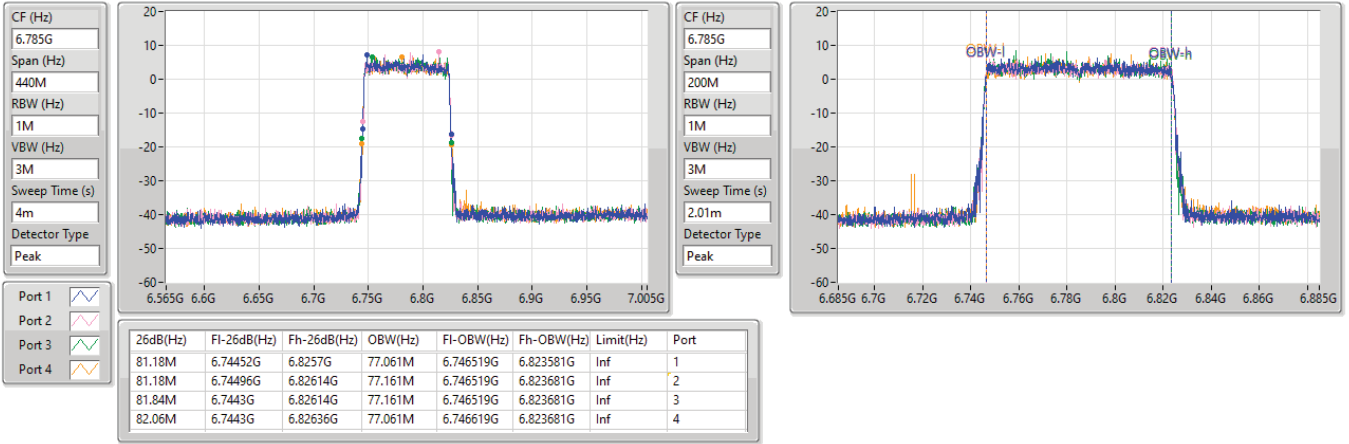 CF (Hz)
6.785G
Span (Hz)
440M
RBW (Hz)
1M
VBW (Hz)
3M
Sweep Time (s)
4m
Detector Type
Peak
20-
10-
0-
-10-
-20-
-30-
-40-
-50-
-60-
6.565G 6.6G 6.65G 6.7G 6.75G 6.8G 6.85G 6.9G 6.95G 7.005G
CF (Hz)
6.785G
Span (Hz)
200M
RBW (Hz)
1M
VBW (Hz)
3M
Sweep Time (s)
2.01m
Detector Type
Peak
20-
10-
0-
-10-
-20-
-30-
-40-
-50-
-60-
OBW-l OBW-h
6.685G 6.7G 6.72G 6.74G 6.76G 6.78G 6.8G 6.82G 6.84G 6.86G 6.885G
Port 1
Port 2
Port 3
Port 4
26dB(Hz) Fl-26dB(Hz) Fh-26dB(Hz) OBW(Hz) Fl-OBW(Hz) Fh-OBW(Hz) Limit(Hz) Port
81.18M 6.74452G 6.8257G 77.061M 6.746519G 6.823581G Inf 1
81.18M 6.74496G 6.82614G 77.161M 6.746519G 6.823681G Inf 2
81.84M 6.7443G 6.82614G 77.161M 6.746519G 6.823681G Inf 3
82.06M 6.7443G 6.82636G 77.061M 6.746619G 6.823681G Inf 4